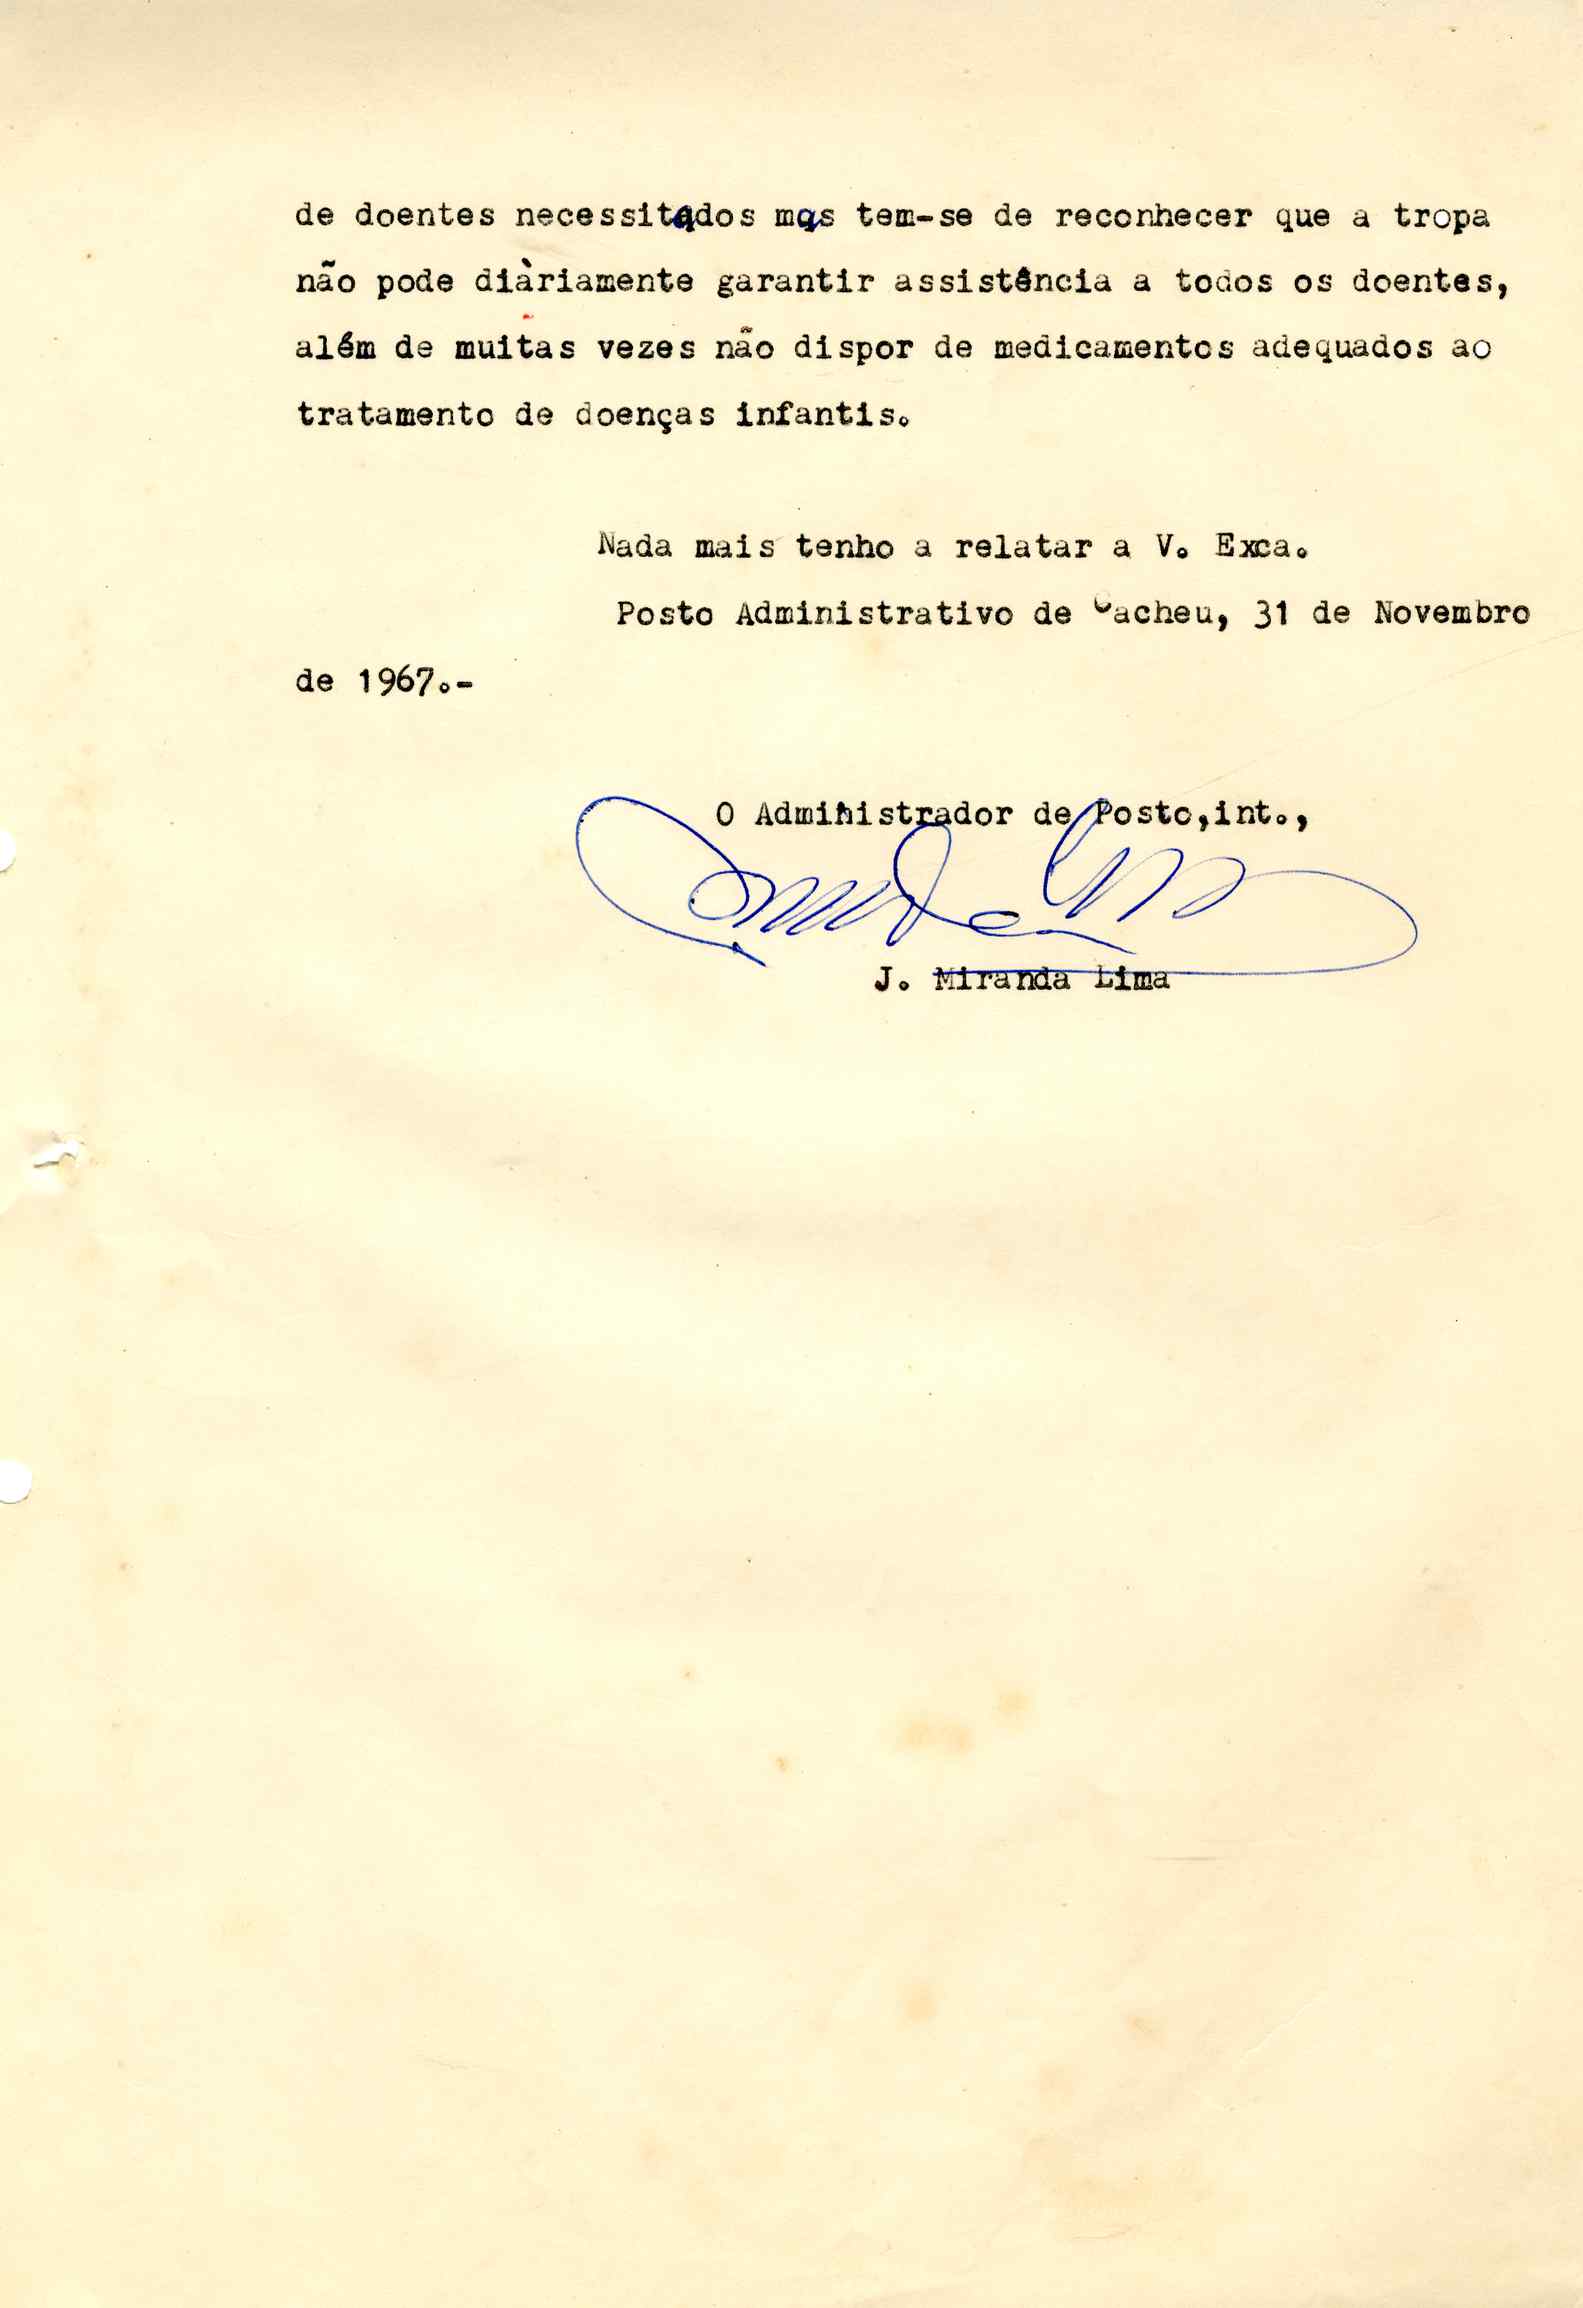 de doentes necessitados mas tem-se de reconhecer que a tropa
não pode diàriamente garantir assistência a todos os doentes,
além de muitas vezes não dispor de medicamentos adequados ao
tratamento de doenças infantis.
Nada mais tenho a relatar a V. Exca.
Posto Administrativo de Cacheu, 31 de Novembro
de 1967.-
O Administrador de Posto,int.,
J. Miranda Lima